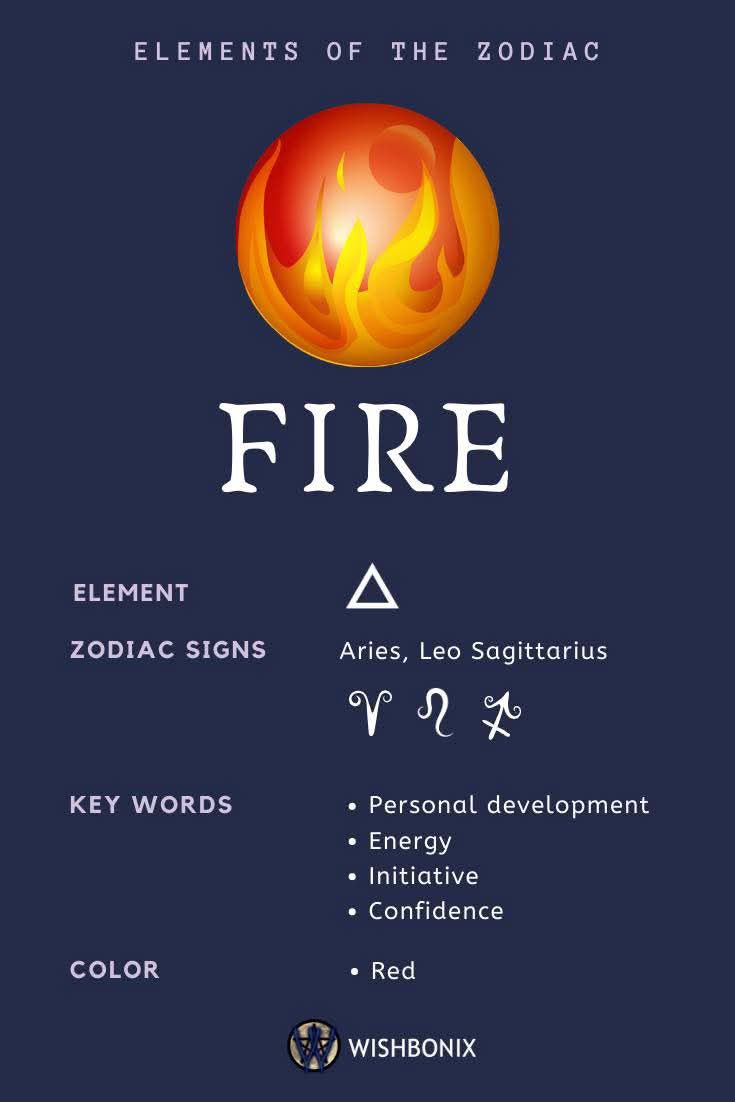 ELEMENTS OF THE ZODIAC
FIRE
ELEMENT
ZODIAC SIGNS Aries, Leo Sagittarius
♈︎ ♌︎ ♐︎
KEY WORDS • Personal development
• Energy
• Initiative
• Confidence
COLOR • Red
WISHBONIX